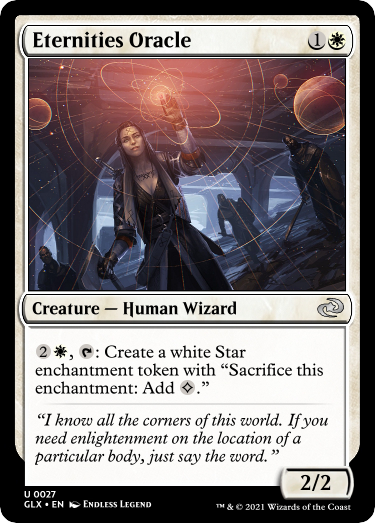 Eternities Oracle 1
Creature — Human Wizard
2, : Create a white Star
enchantment token with “Sacrifice this
enchantment: Add .”
“I know all the corners of this world. If you
need enlightenment on the location of a
particular body, just say the word.”
2/2
U 0027
GLX • EN Endless Legend
™ & © 2021 Wizards of the Coast